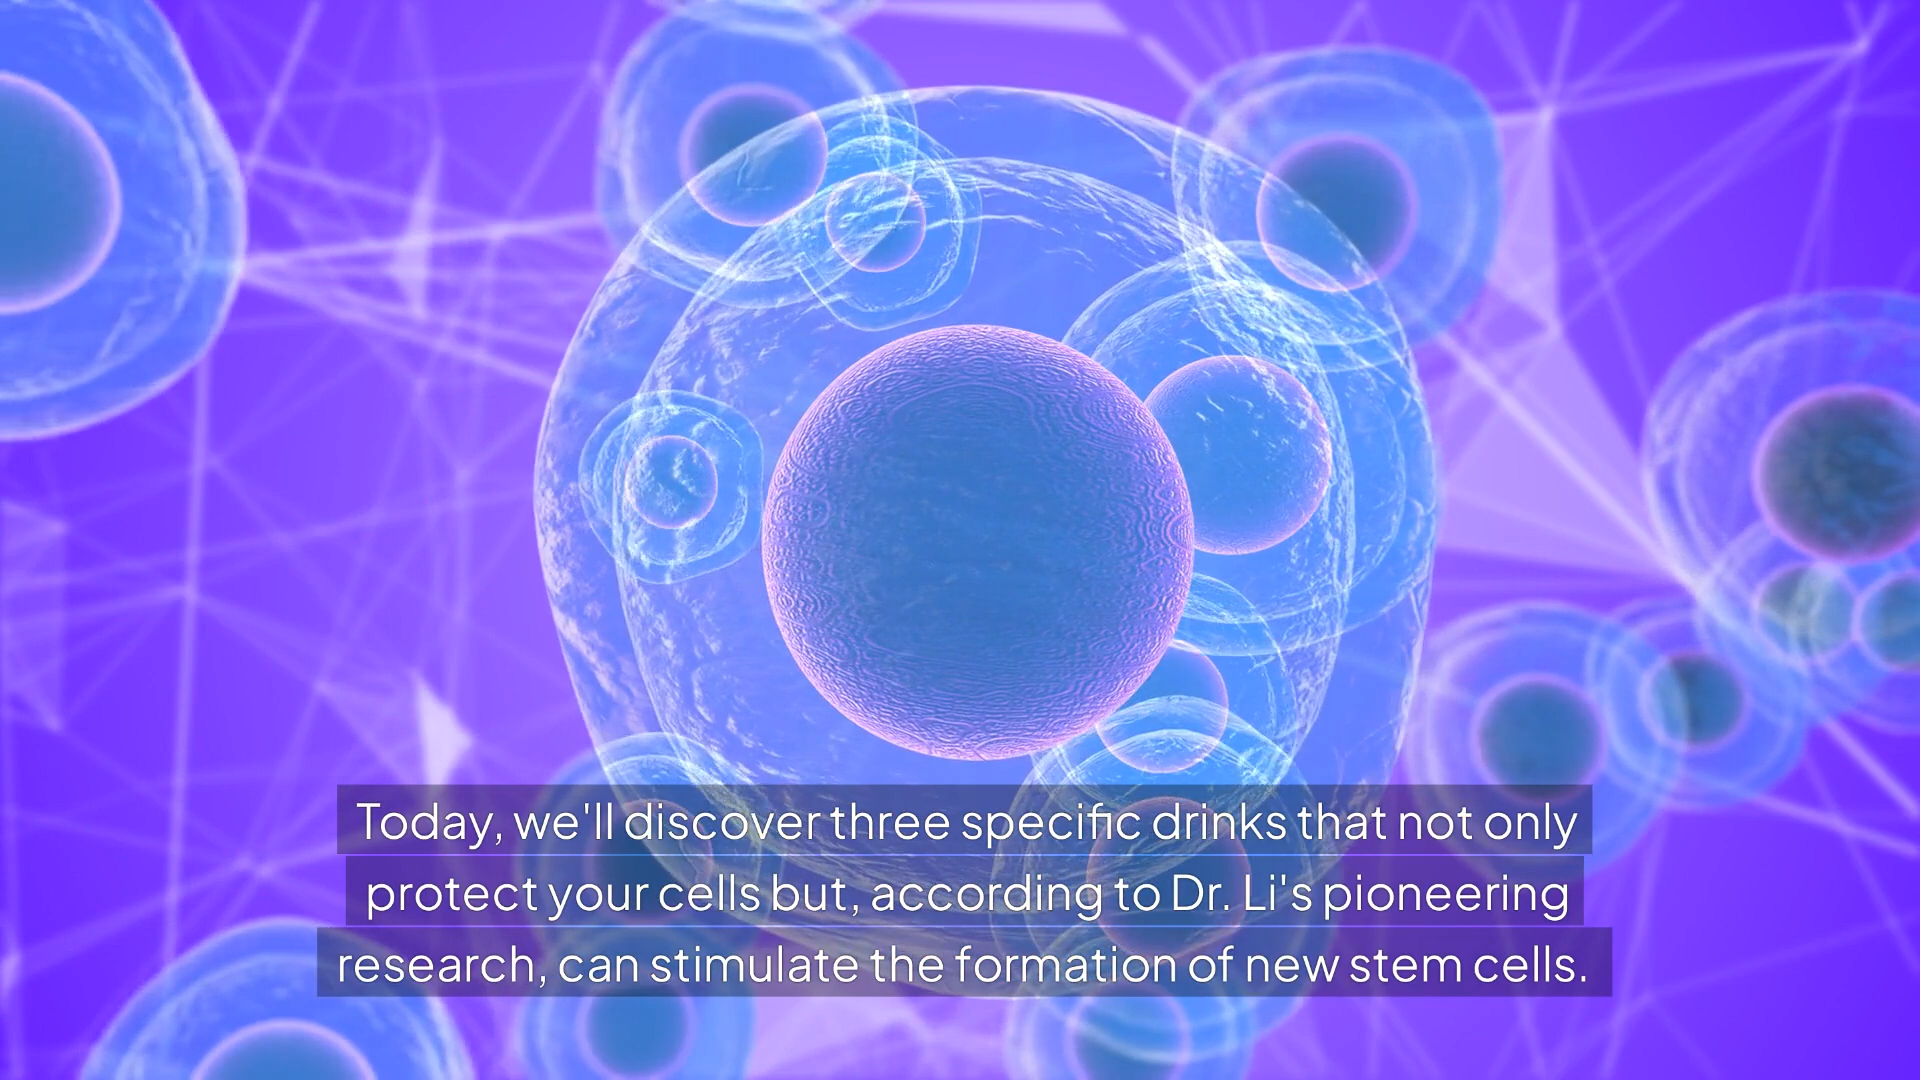 Today, we'll discover three specific drinks that not only
protect your cells but, according to Dr. Li's pioneering
research, can stimulate the formation of new stem cells.